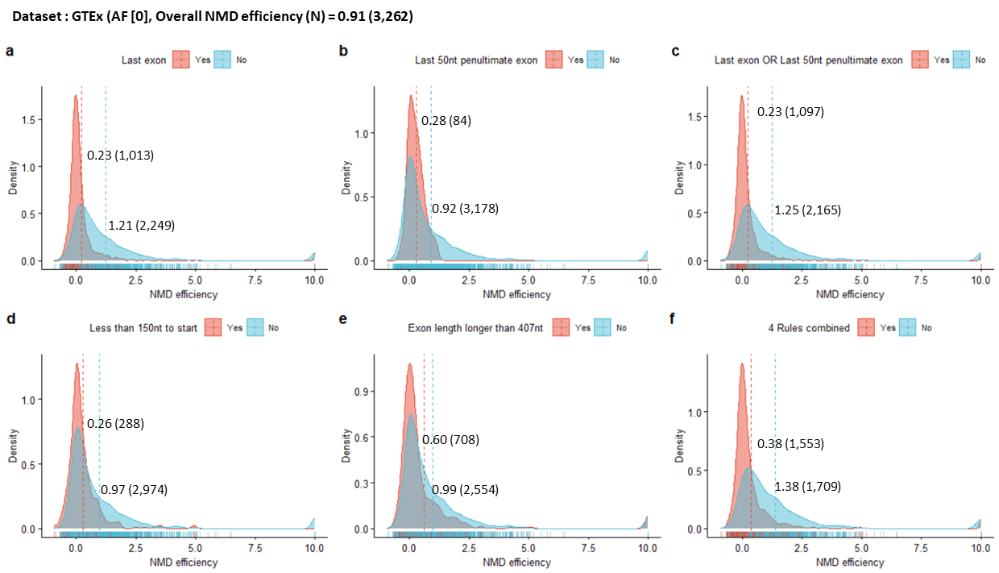 Dataset : GTEx (AF [0], Overall NMD efficiency (N) = 0.91 (3,262)
a
Last exon Yes No
Density
1.5
1.0
0.5
0.0
0.23 (1,013)
1.21 (2,249)
0.0 2.5 5.0 7.5 10.0
NMD efficiency
b
Last 50nt penultimate exon Yes No
Density
1.0
0.5
0.0
0.28 (84)
0.92 (3,178)
0.0 2.5 5.0 7.5 10.0
NMD efficiency
c
Last exon OR Last 50nt penultimate exon Yes No
Density
1.5
1.0
0.5
0.0
0.23 (1,097)
1.25 (2,165)
0.0 2.5 5.0 7.5 10.0
NMD efficiency
d
Less than 150nt to start Yes No
Density
1.0
0.5
0.0
0.26 (288)
0.97 (2,974)
0.0 2.5 5.0 7.5 10.0
NMD efficiency
e
Exon length longer than 407nt Yes No
Density
0.9
0.6
0.3
0.0
0.60 (708)
0.99 (2,554)
0.0 2.5 5.0 7.5 10.0
NMD efficiency
f
4 Rules combined Yes No
Density
1.0
0.5
0.0
0.38 (1,553)
1.38 (1,709)
0.0 2.5 5.0 7.5 10.0
NMD efficiency